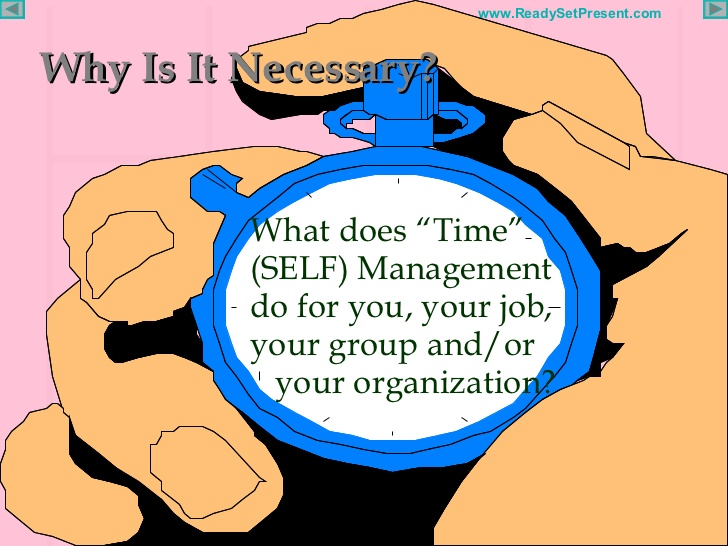 www.ReadySetPresent.com
Why Is It Necessary?
What does “Time”
(SELF) Management
do for you, your job,
your group and/or
your organization?